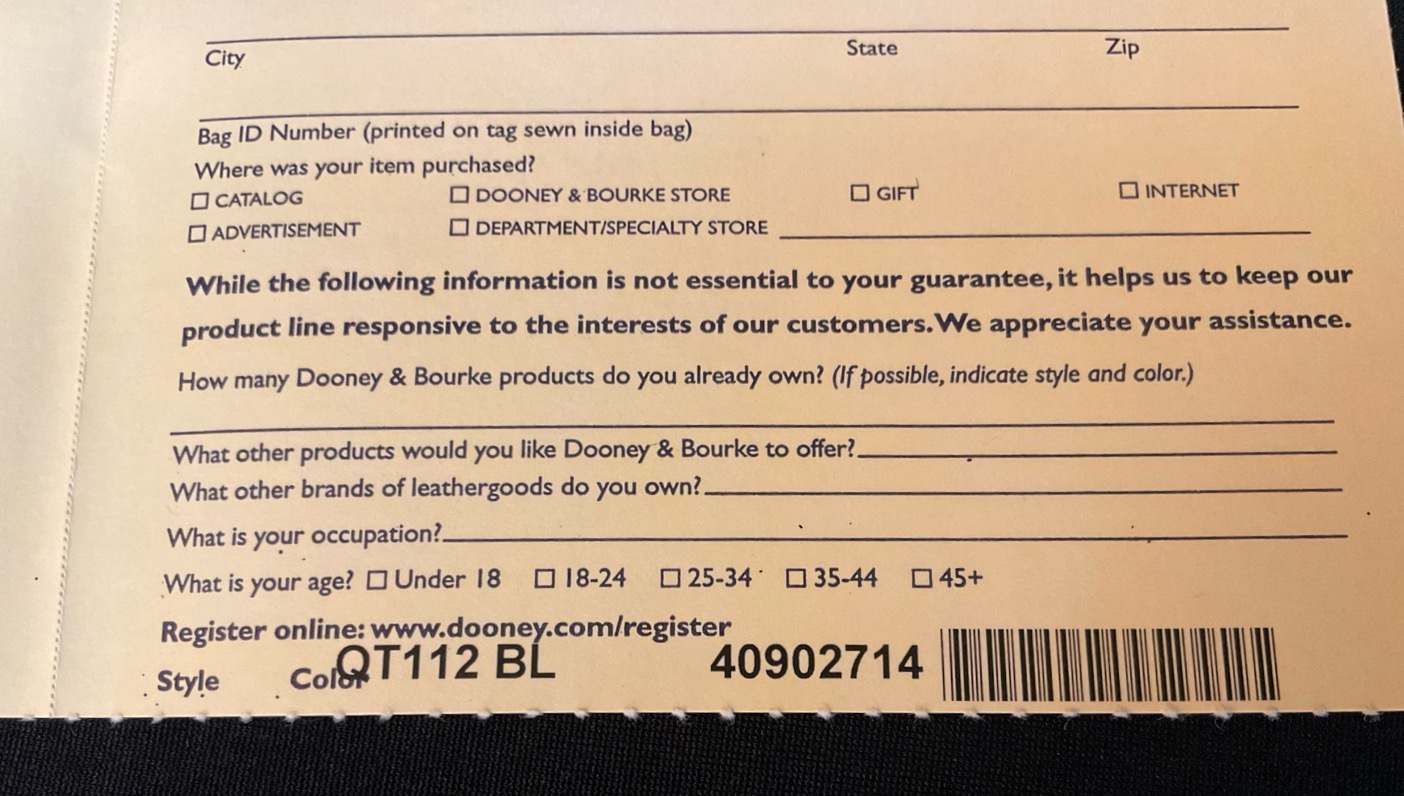 City State Zip
Bag ID Number (printed on tag sewn inside bag)
Where was your item purchased?
☐ CATALOG ☐ DOONEY & BOURKE STORE ☐ GIFT ☐ INTERNET
☐ ADVERTISEMENT ☐ DEPARTMENT/SPECIALTY STORE
While the following information is not essential to your guarantee, it helps us to keep our
product line responsive to the interests of our customers. We appreciate your assistance.
How many Dooney & Bourke products do you already own? (If possible, indicate style and color.)
What other products would you like Dooney & Bourke to offer?
What other brands of leathergoods do you own?
What is your occupation?
What is your age? ☐ Under 18 ☐ 18-24 ☐ 25-34 ☐ 35-44 ☐ 45+
Register online: www.dooney.com/register
Style Color QT112 BL 40902714